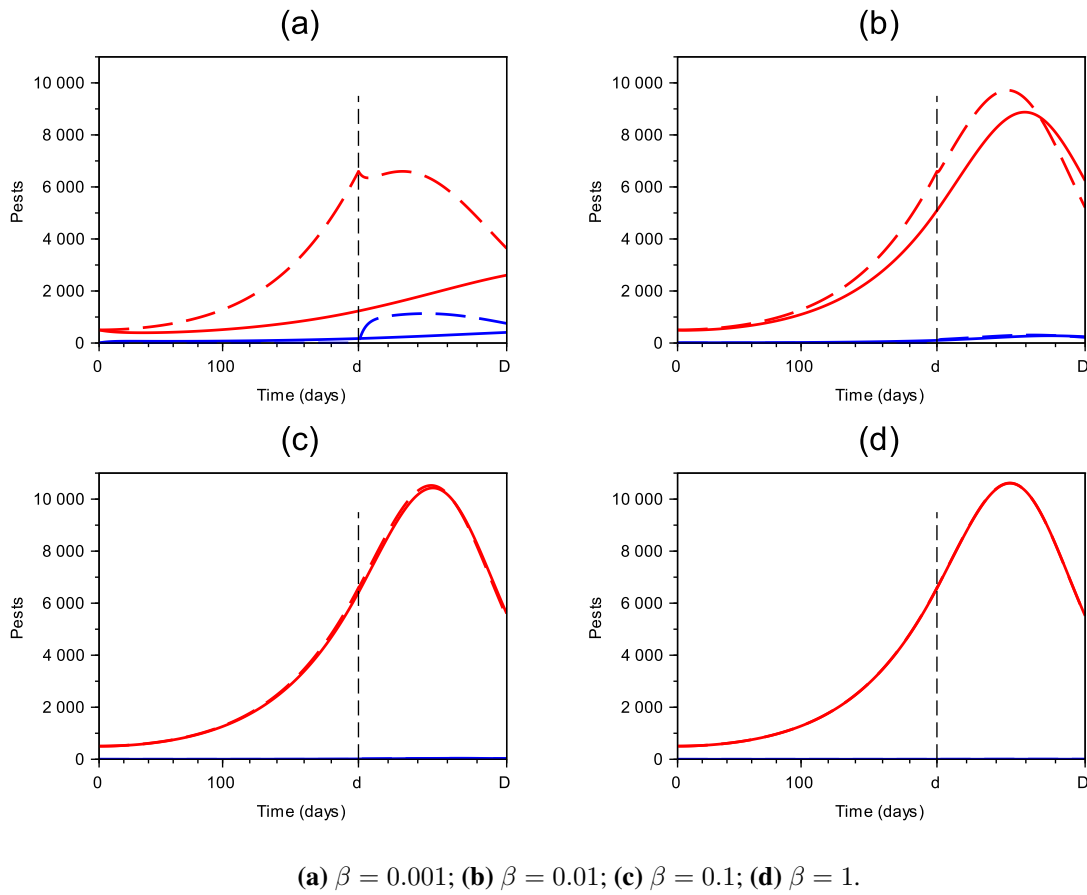 (a)
10 000
8 000
6 000
4 000
2 000
0
Pests
0 100 d D
Time (days)
(b)
10 000
8 000
6 000
4 000
2 000
0
Pests
0 100 d D
Time (days)
(c)
10 000
8 000
6 000
4 000
2 000
0
Pests
0 100 d D
Time (days)
(d)
10 000
8 000
6 000
4 000
2 000
0
Pests
0 100 d D
Time (days)
(a) β = 0.001; (b) β = 0.01; (c) β = 0.1; (d) β = 1.